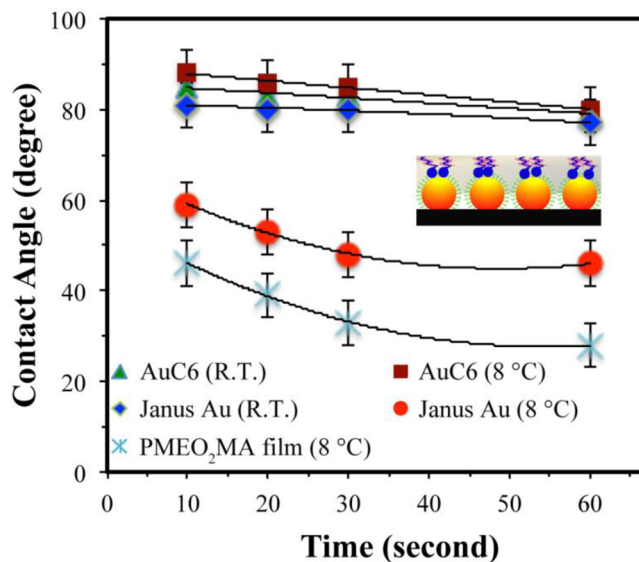 Contact Angle (degree)
100
80
60
40
20
0
AuC6 (R.T.)
AuC6 (8 °C)
Janus Au (R.T.)
Janus Au (8 °C)
PMEO₂MA film (8 °C)
0 10 20 30 40 50 60
Time (second)